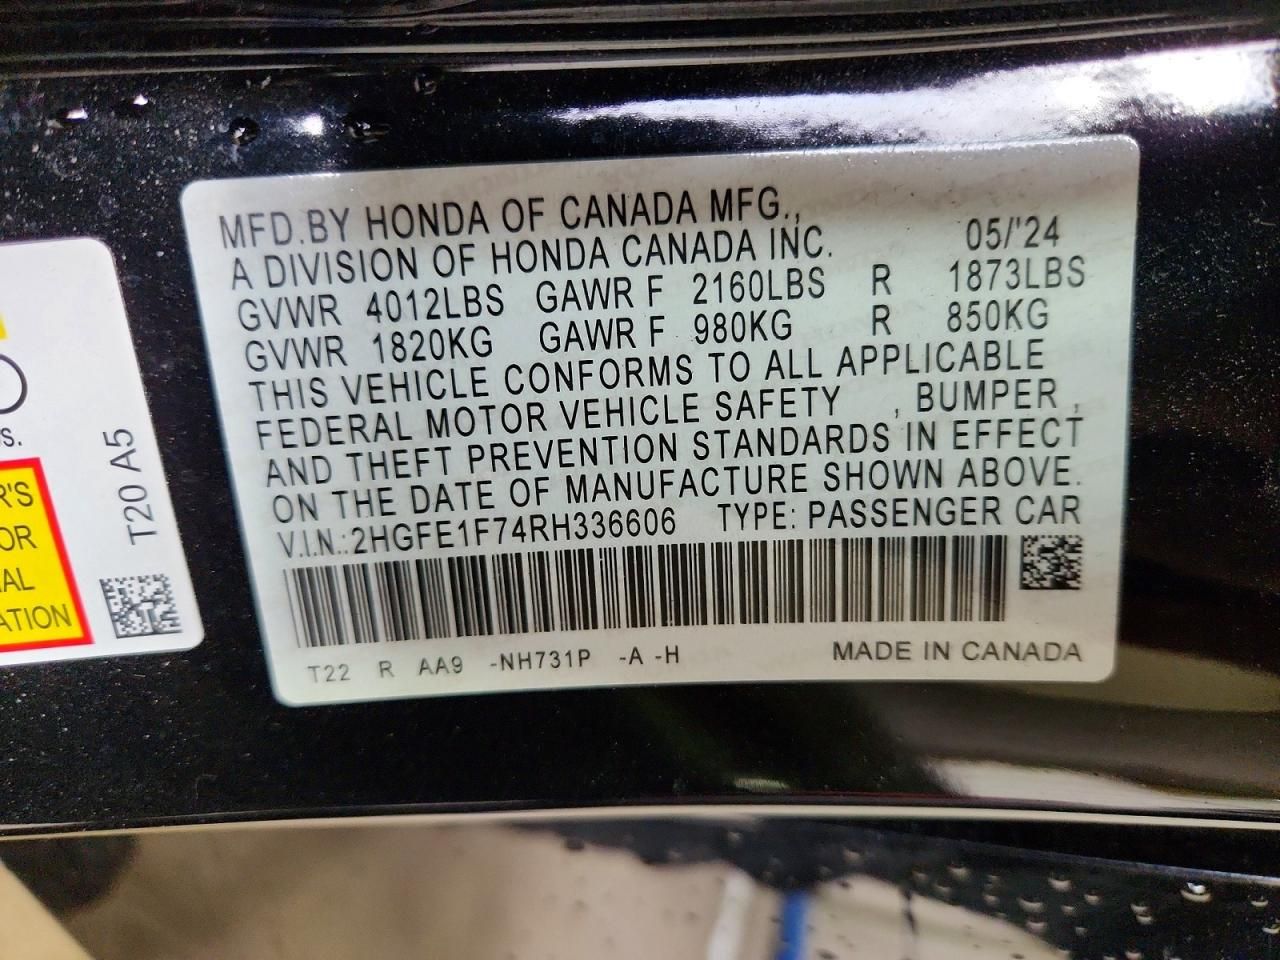 MFD.BY HONDA OF CANADA MFG.,
A DIVISION OF HONDA CANADA INC. 05/'24
GVWR 4012LBS GAWR F 2160LBS R 1873LBS
GVWR 1820KG GAWR F 980KG R 850KG
THIS VEHICLE CONFORMS TO ALL APPLICABLE
FEDERAL MOTOR VEHICLE SAFETY , BUMPER ,
AND THEFT PREVENTION STANDARDS IN EFFECT
ON THE DATE OF MANUFACTURE SHOWN ABOVE.
V.I.N.:2HGFE1F74RH336606 TYPE: PASSENGER CAR
T22 R AA9 -NH731P -A -H MADE IN CANADA
T20 A5